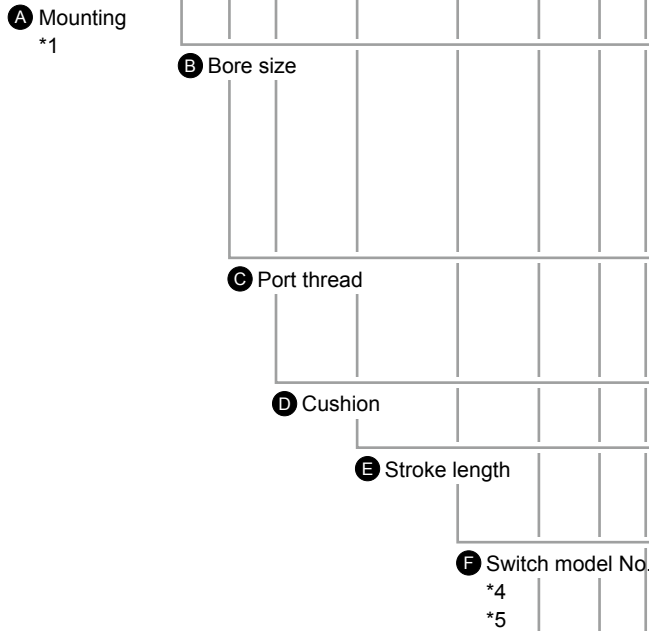 A Mounting
*1
B Bore size
C Port thread
D Cushion
E Stroke length
F Switch model No.
*4
*5